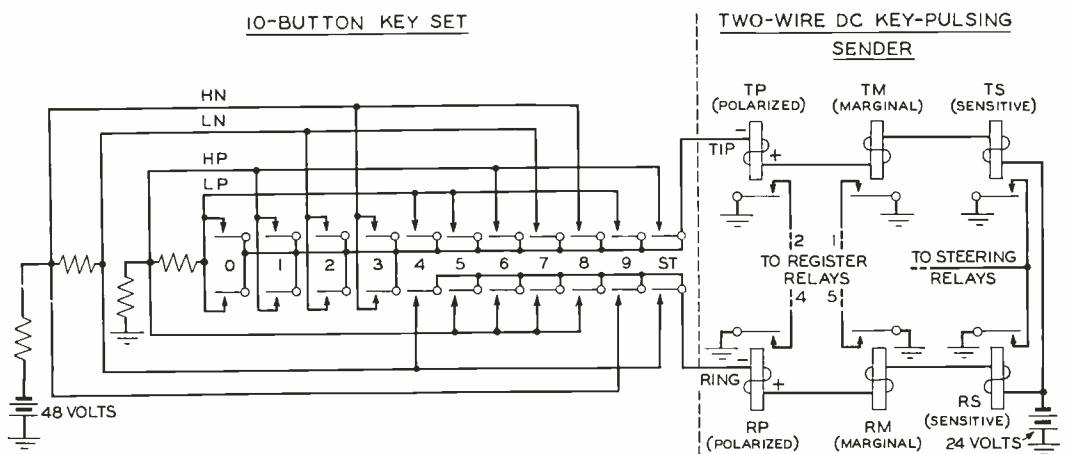 10-BUTTON KEY SET
TWO-WIRE DC KEY-PULSING
SENDER
HN
LN
HP
LP
0 1 2 3 4 5 6 7 8 9 ST
48 VOLTS
TP
(POLARIZED)
TM
(MARGINAL)
TS
(SENSITIVE)
- TIP +
2 1
TO REGISTER
RELAYS
4 5
TO STEERING
RELAYS
- RING +
RP
(POLARIZED)
RM
(MARGINAL)
RS
(SENSITIVE)
24 VOLTS